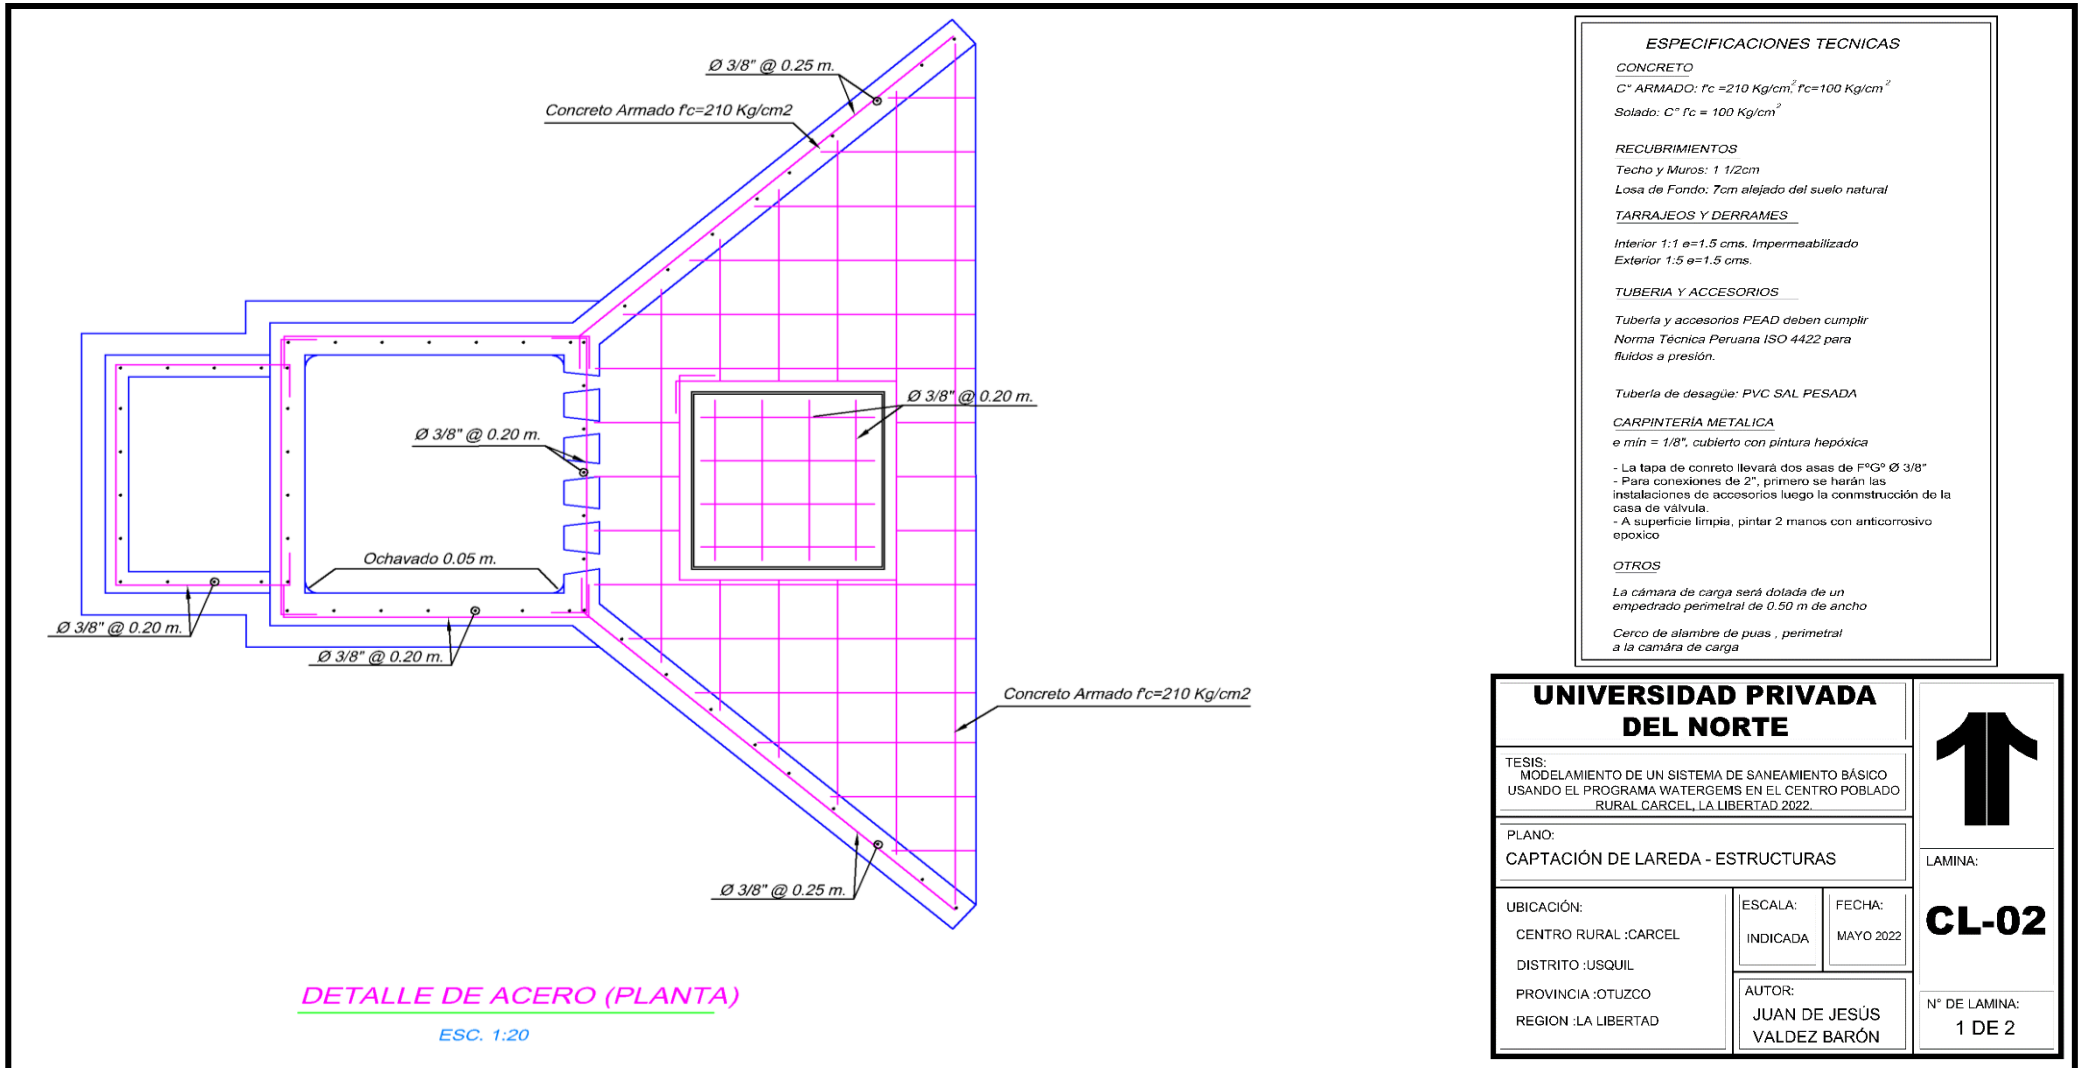 Ø 3/8" @ 0.25 m.
Concreto Armado f'c=210 Kg/cm2
Ø 3/8" @ 0.20 m.
Ø 3/8" @ 0.20 m.
Ochavado 0.05 m.
Ø 3/8" @ 0.20 m.
Ø 3/8" @ 0.20 m.
Concreto Armado f'c=210 Kg/cm2
Ø 3/8" @ 0.25 m.
DETALLE DE ACERO (PLANTA)
ESC. 1:20
ESPECIFICACIONES TECNICAS
CONCRETO
C° ARMADO: f'c =210 Kg/cm² f'c=100 Kg/cm²
Solado: C° f'c = 100 Kg/cm²
RECUBRIMIENTOS
Techo y Muros: 1 1/2cm
Losa de Fondo: 7cm alejado del suelo natural
TARRAJEOS Y DERRAMES
Interior 1:1 e=1.5 cms. Impermeabilizado
Exterior 1:5 e=1.5 cms.
TUBERIA Y ACCESORIOS
Tubería y accesorios PEAD deben cumplir
Norma Técnica Peruana ISO 4422 para
fluidos a presión.
Tubería de desagüe: PVC SAL PESADA
CARPINTERÍA METALICA
e mín = 1/8", cubierto con pintura hepóxica
- La tapa de conreto llevará dos asas de FºGº Ø 3/8"
- Para conexiones de 2", primero se harán las
instalaciones de accesorios luego la conmstrucción de la
casa de válvula.
- A superficie limpia, pintar 2 manos con anticorrosivo
epoxico
OTROS
La cámara de carga será dotada de un
empedrado perimetral de 0.50 m de ancho
Cerco de alambre de puas , perimetral
a la camára de carga
UNIVERSIDAD PRIVADA
DEL NORTE
TESIS:
MODELAMIENTO DE UN SISTEMA DE SANEAMIENTO BÁSICO
USANDO EL PROGRAMA WATERGEMS EN EL CENTRO POBLADO
RURAL CARCEL, LA LIBERTAD 2022.
PLANO:
CAPTACIÓN DE LAREDA - ESTRUCTURAS
UBICACIÓN:
CENTRO RURAL :CARCEL
DISTRITO :USQUIL
PROVINCIA :OTUZCO
REGION :LA LIBERTAD
ESCALA:
INDICADA
FECHA:
MAYO 2022
AUTOR:
JUAN DE JESÚS
VALDEZ BARÓN
LAMINA:
CL-02
N° DE LAMINA:
1 DE 2